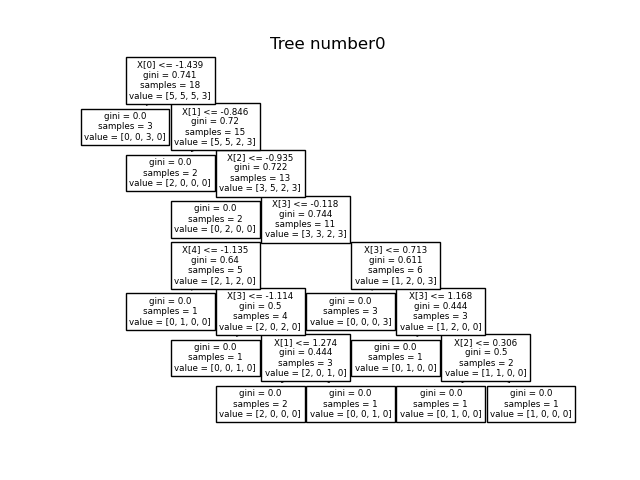 Tree number0
X[0] <= -1.439
gini = 0.741
samples = 18
value = [5, 5, 5, 3]
gini = 0.0
samples = 3
value = [0, 0, 3, 0]
X[1] <= -0.846
gini = 0.72
samples = 15
value = [5, 5, 2, 3]
gini = 0.0
samples = 2
value = [2, 0, 0, 0]
X[2] <= -0.935
gini = 0.722
samples = 13
value = [3, 5, 2, 3]
gini = 0.0
samples = 2
value = [0, 2, 0, 0]
X[3] <= -0.118
gini = 0.744
samples = 11
value = [3, 3, 2, 3]
X[4] <= -1.135
gini = 0.64
samples = 5
value = [2, 1, 2, 0]
X[3] <= 0.713
gini = 0.611
samples = 6
value = [1, 2, 0, 3]
gini = 0.0
samples = 1
value = [0, 1, 0, 0]
X[3] <= -1.114
gini = 0.5
samples = 4
value = [2, 0, 2, 0]
gini = 0.0
samples = 3
value = [0, 0, 0, 3]
X[3] <= 1.168
gini = 0.444
samples = 3
value = [1, 2, 0, 0]
gini = 0.0
samples = 1
value = [0, 0, 1, 0]
X[1] <= 1.274
gini = 0.444
samples = 3
value = [2, 0, 1, 0]
gini = 0.0
samples = 1
value = [0, 1, 0, 0]
X[2] <= 0.306
gini = 0.5
samples = 2
value = [1, 1, 0, 0]
gini = 0.0
samples = 2
value = [2, 0, 0, 0]
gini = 0.0
samples = 1
value = [0, 0, 1, 0]
gini = 0.0
samples = 1
value = [0, 1, 0, 0]
gini = 0.0
samples = 1
value = [1, 0, 0, 0]